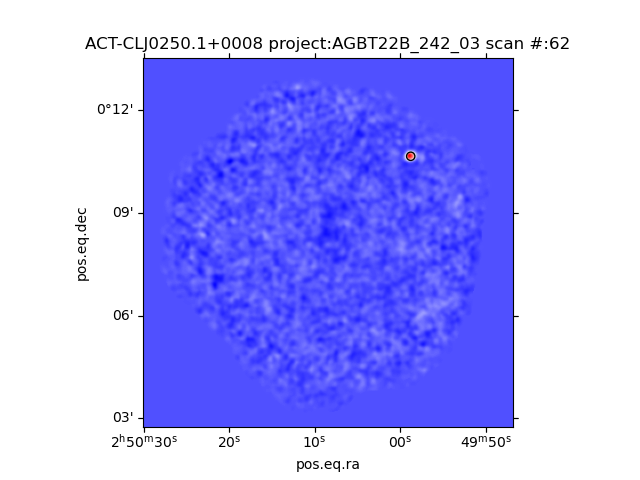 ACT-CLJ0250.1+0008 project:AGBT22B_242_03 scan #:62
0°12'
09'
06'
03'
pos.eq.dec
2ʰ50ᵐ30ˢ 20ˢ 10ˢ 00ˢ 49ᵐ50ˢ
pos.eq.ra